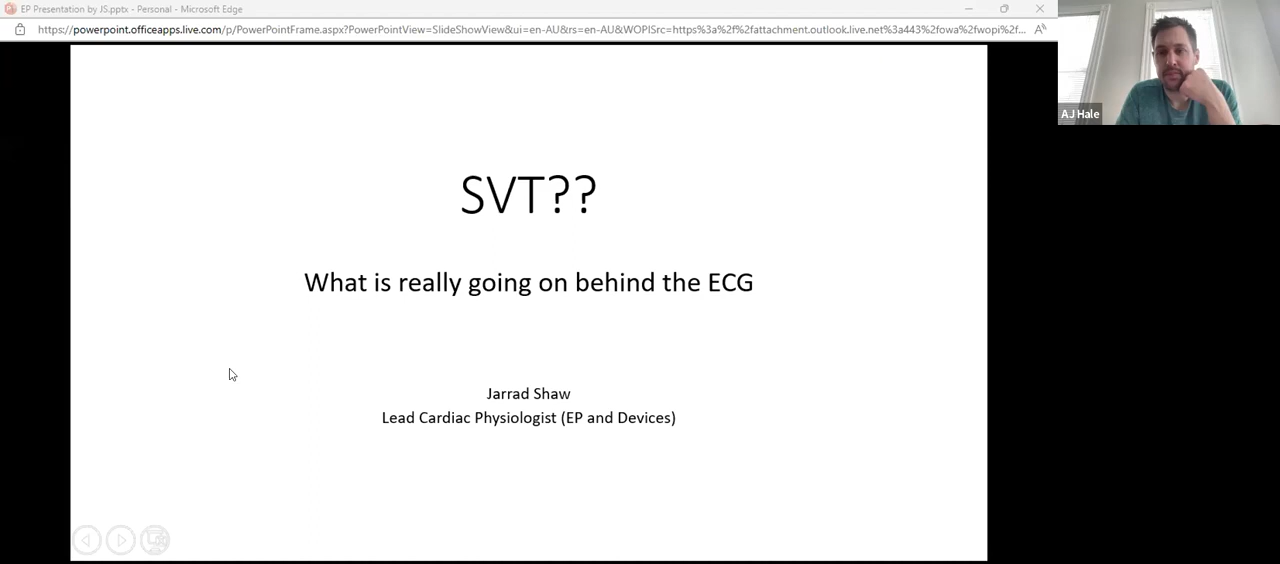 EP Presentation by JS.pptx - Personal - Microsoft Edge
https://powerpoint.officeapps.live.com/p/PowerPointFrame.aspx?PowerPointView=SlideShowView&ui=en-AU&rs=en-AU&WOPISrc=https%3a%2f%2fattachment.outlook.live.net%3a443%2fowa%2fwopi%2f...
AJ Hale
SVT??
What is really going on behind the ECG
Jarrad Shaw
Lead Cardiac Physiologist (EP and Devices)